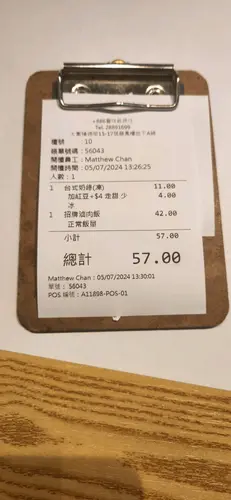 Tel: 28891699
檯號 10
帳單號碼：56043
開檯員工：Matthew Chan
開檯時間：05/07/2024 13:26:25
人數：1
1 台式奶綠(凍) 11.00
加紅豆+$4 走甜 少 4.00
冰
1 招牌滷肉飯 42.00
正常飯量
小計 57.00
總計 57.00
Matthew Chan：05/07/2024 13:30:01
單號： 56043
POS 編號：A11898-POS-01